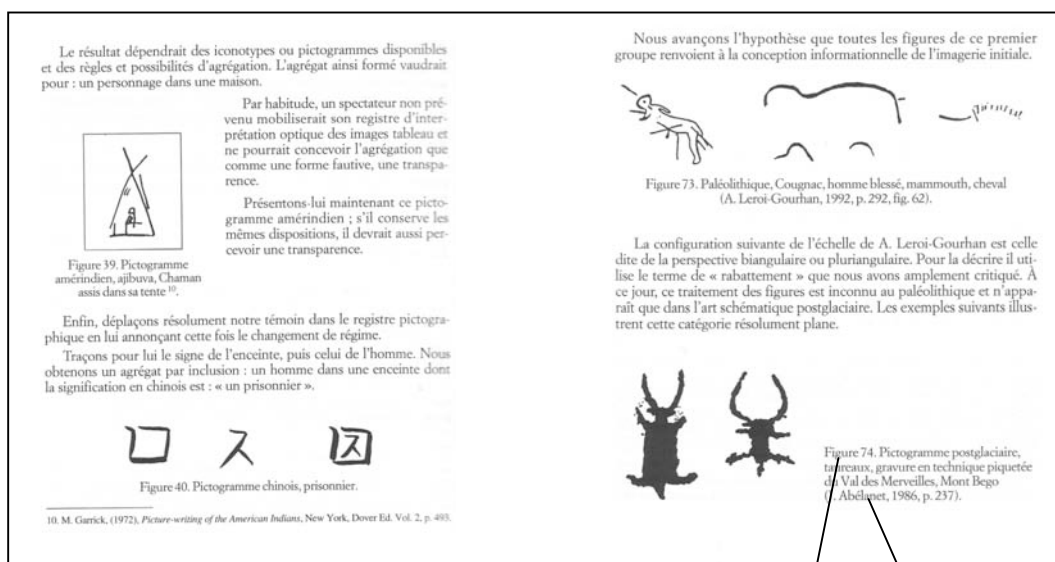 Le résultat dépendrait des iconotypes ou pictogrammes disponibles
et des règles et possibilités d'agrégation. L'agrégat ainsi formé vaudrait
pour : un personnage dans une maison.
Par habitude, un spectateur non pré-
venu mobiliserait son registre d'inter-
prétation optique des images tableau et
ne pourrait concevoir l'agrégation que
comme une forme fautive, une transpa-
rence.
Présentons-lui maintenant ce picto-
gramme amérindien ; s'il conserve les
mêmes dispositions, il devrait aussi per-
cevoir une transparence.
Figure 39. Pictogramme
amérindien, ajibuva, Chaman
assis dans sa tente 10.
Enfin, déplaçons résolument notre témoin dans le registre pictogra-
phique en lui annonçant cette fois le changement de régime.
Traçons pour lui le signe de l'enceinte, puis celui de l'homme. Nous
obtenons un agrégat par inclusion : un homme dans une enceinte dont
la signification en chinois est : « un prisonnier ».
囗 人 囚
Figure 40. Pictogramme chinois, prisonnier.
10. M. Garrick, (1972), Picture-writing of the American Indians, New York, Dover Ed. Vol. 2, p. 493.
Nous avançons l'hypothèse que toutes les figures de ce premier
groupe renvoient à la conception informationnelle de l'imagerie initiale.
Figure 73. Paléolithique, Cougnac, homme blessé, mammouth, cheval
(A. Leroi-Gourhan, 1992, p. 292, fig. 62).
La configuration suivante de l'échelle de A. Leroi-Gourhan est celle
dite de la perspective biangulaire ou pluriangulaire. Pour la décrire il uti-
lise le terme de « rabattement » que nous avons amplement critiqué. À
ce jour, ce traitement des figures est inconnu au paléolithique et n'appa-
raît que dans l'art schématique postglaciaire. Les exemples suivants illus-
trent cette catégorie résolument plane.
Figure 74. Pictogramme postglaciaire,
taureaux, gravure en technique piquetée
du Val des Merveilles, Mont Bego
(J. Abélanet, 1986, p. 237).